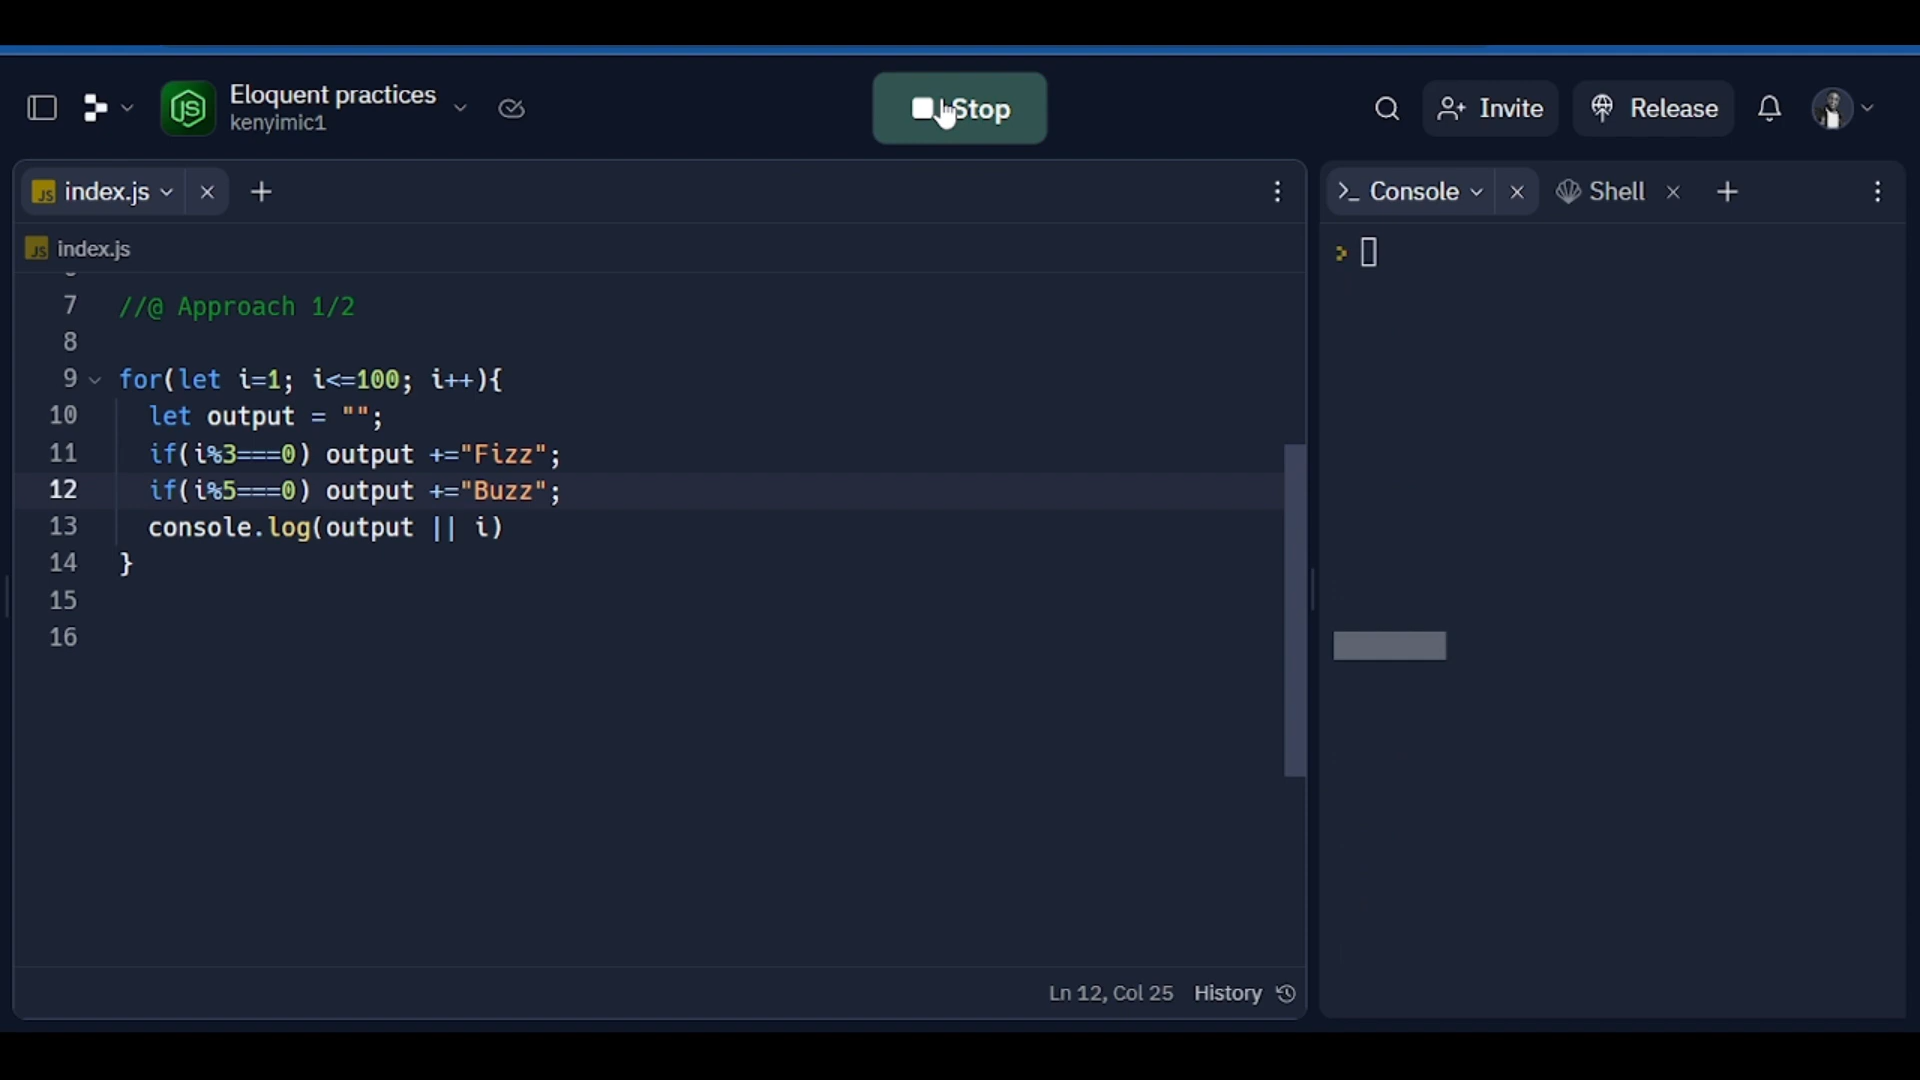 Eloquent practices
kenyimic1
Stop
Invite
Release
JS index.js
Console
Shell
JS index.js
7 //@ Approach 1/2
8
9 for(let i=1; i<=100; i++){
10 let output = "";
11 if(i%3===0) output +="Fizz";
12 if(i%5===0) output +="Buzz";
13 console.log(output || i)
14 }
15
16
Ln 12, Col 25 History